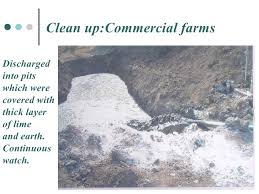 Clean up:Commercial farms
Discharged
into pits
which were
covered with
thick layer
of lime
and earth.
Continuous
watch.